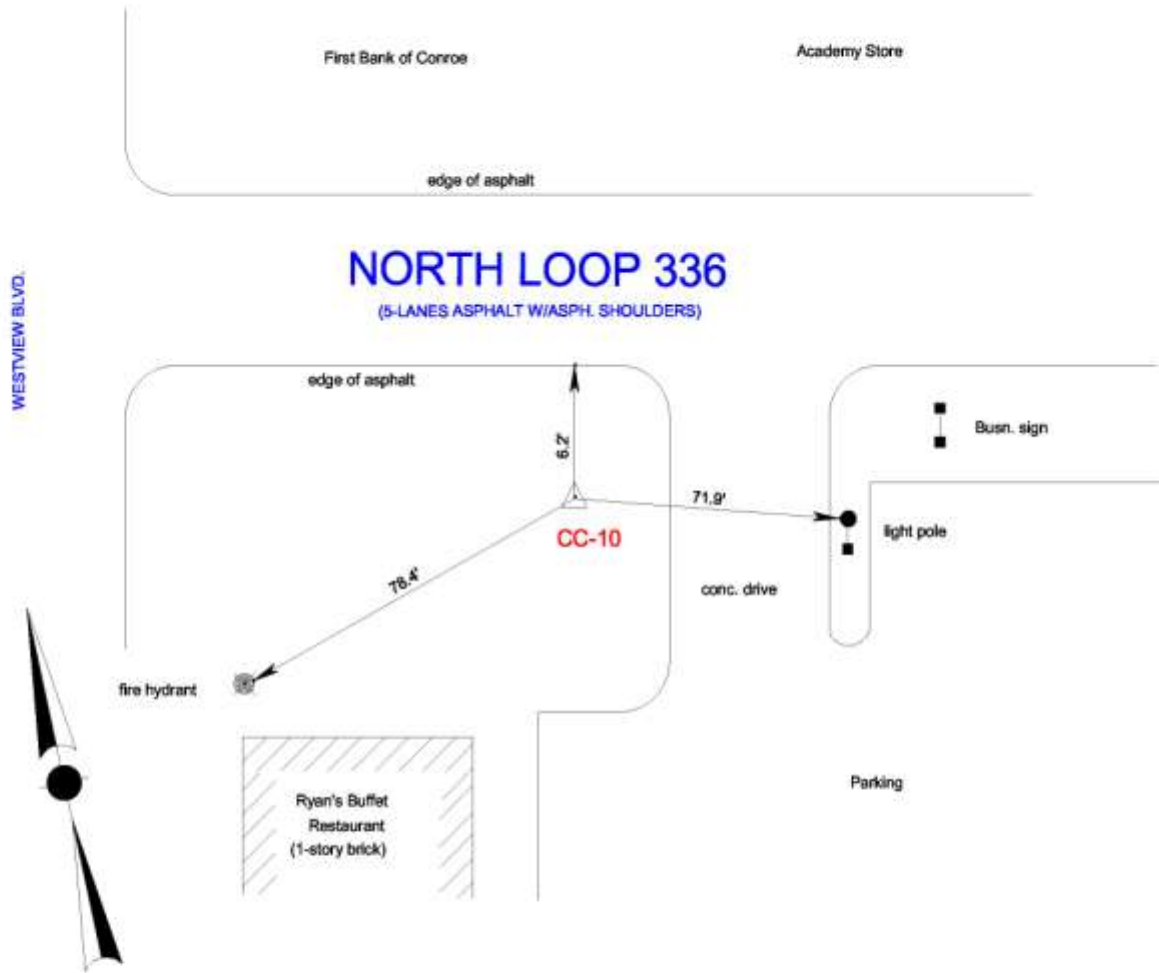 First Bank of Conroe
Academy Store
edge of asphalt
WESTVIEW BLVD.
NORTH LOOP 336
(5-LANES ASPHALT W/ASPH. SHOULDERS)
edge of asphalt
6.2'
Busn. sign
71.9'
CC-10
light pole
78.4'
conc. drive
fire hydrant
Parking
Ryan's Buffet
Restaurant
(1-story brick)